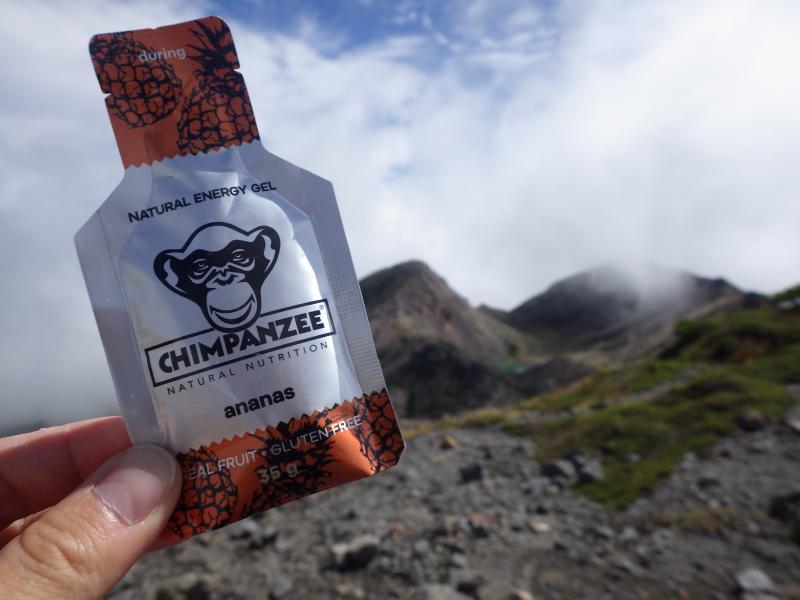 during
NATURAL ENERGY GEL
CHIMPANZEE®
NATURAL NUTRITION
ananas
REAL FRUIT • GLUTEN FREE
35 g